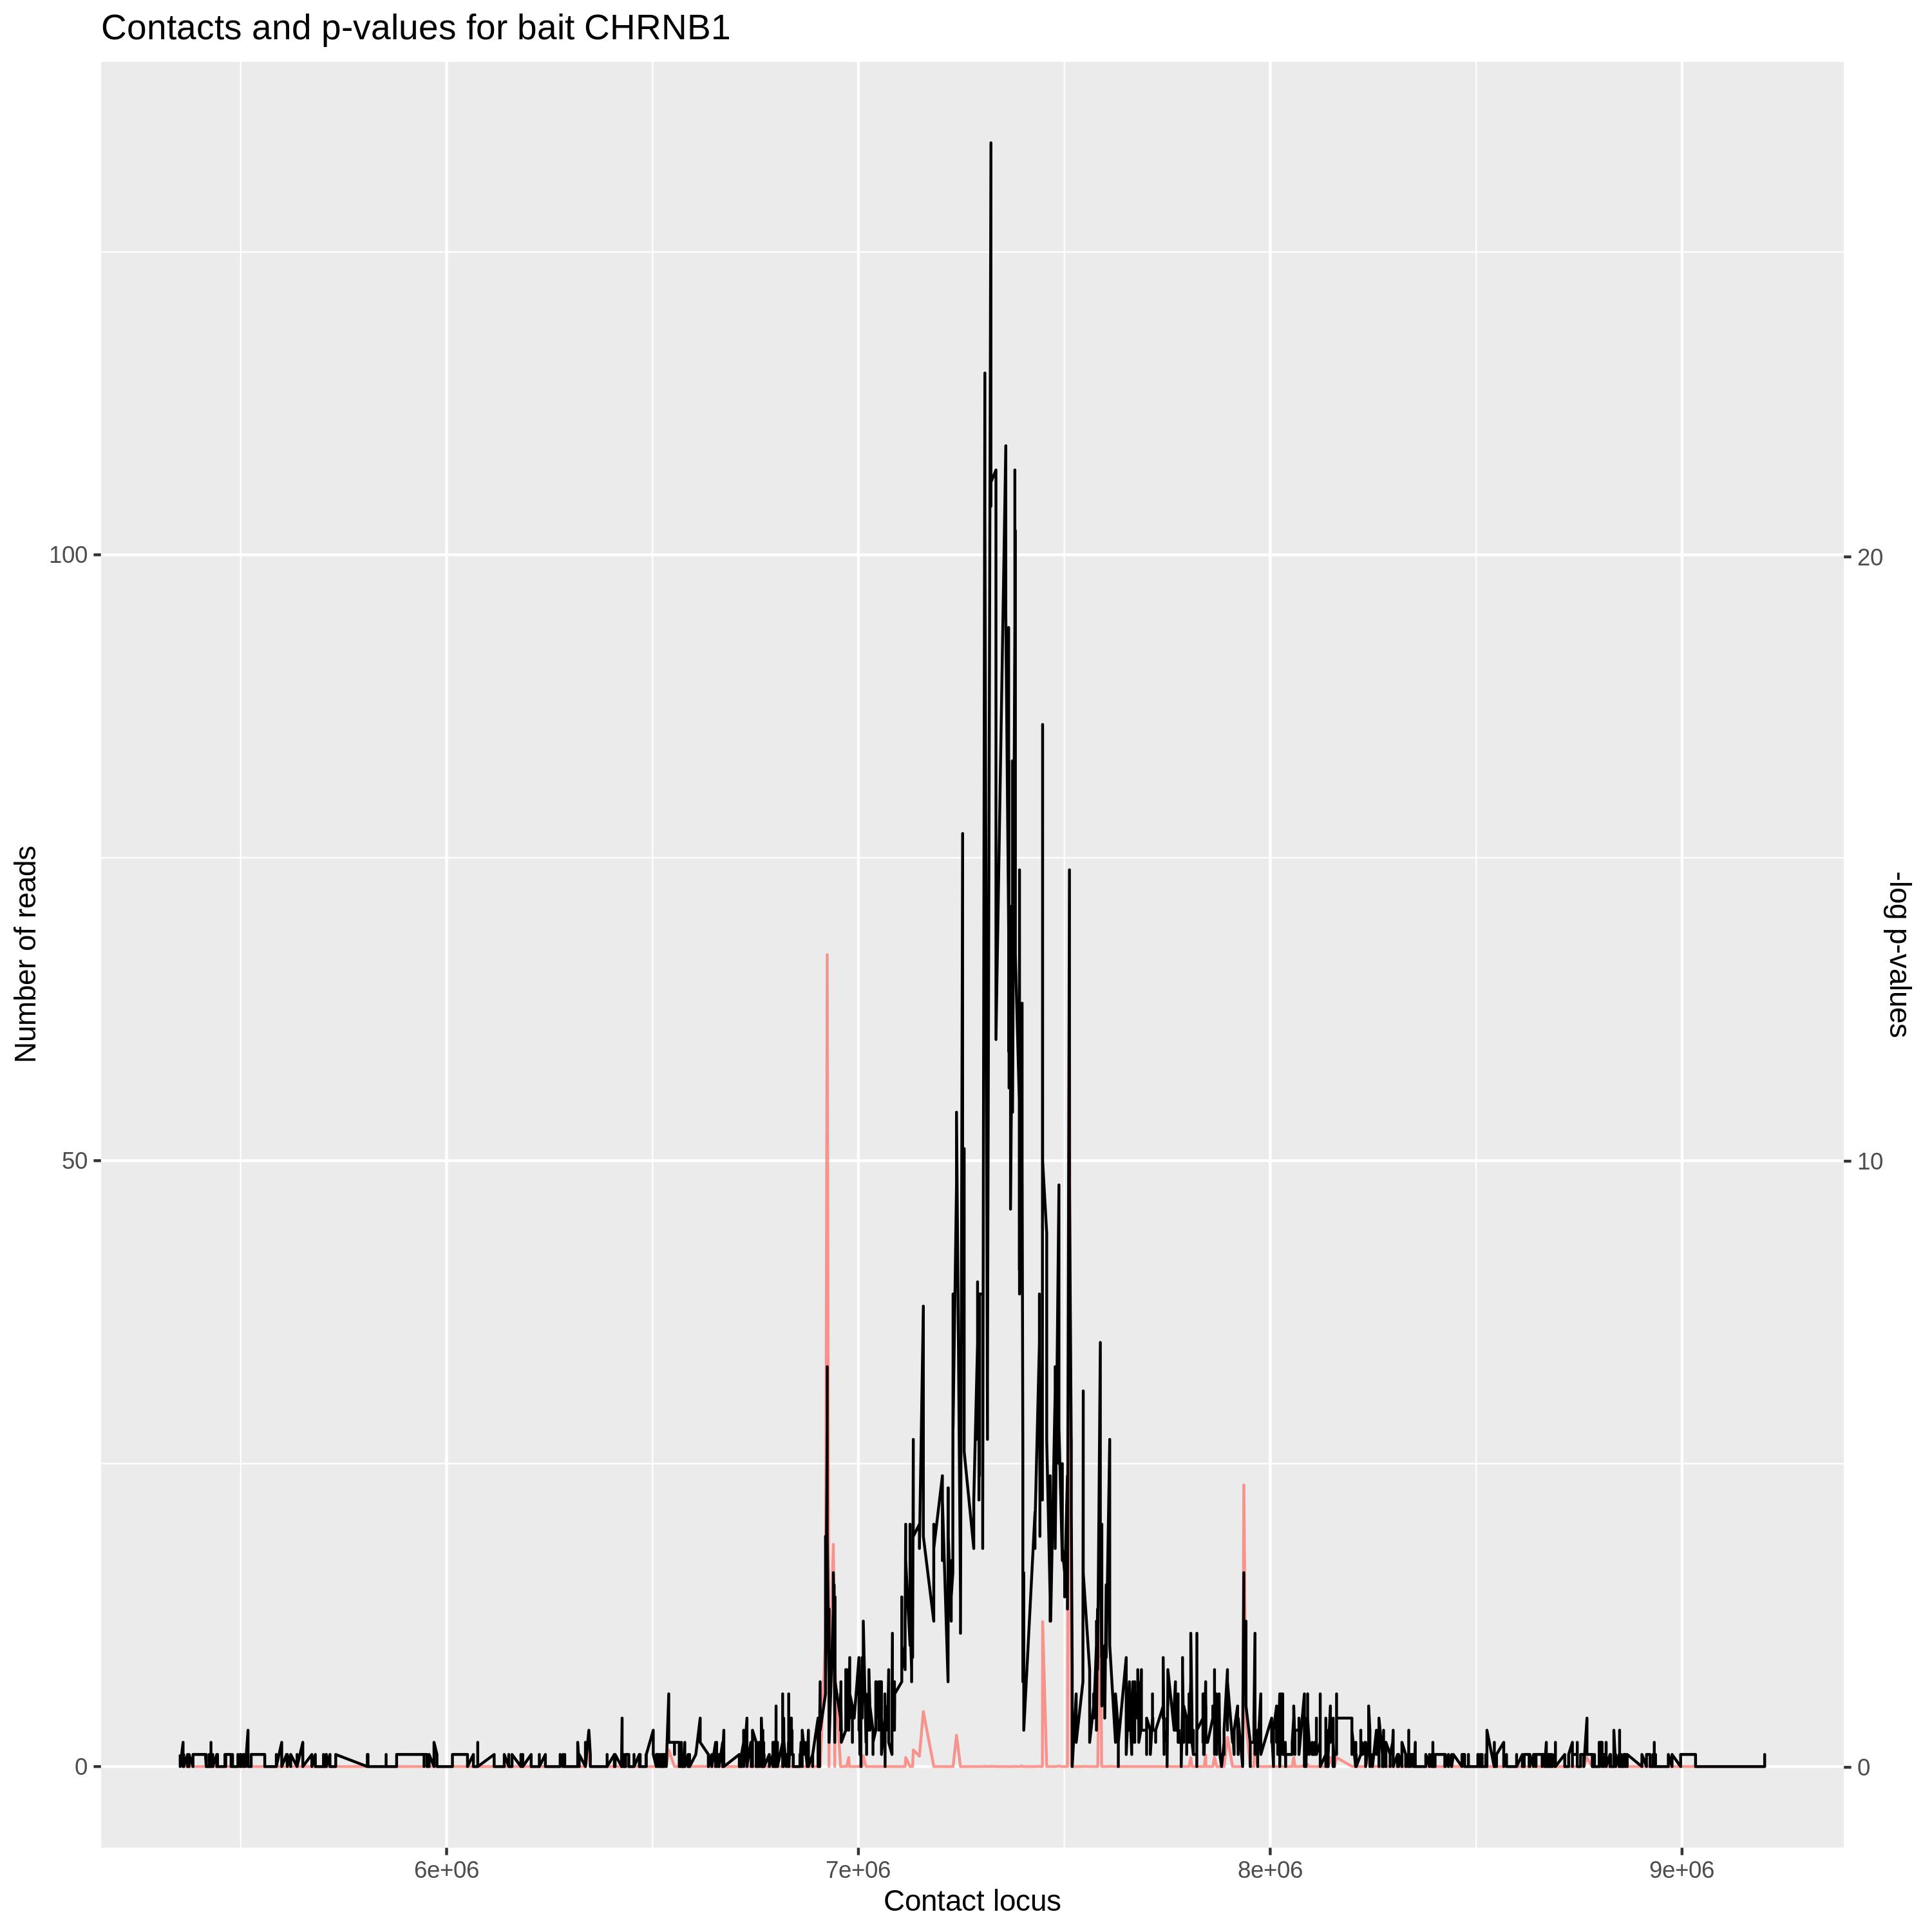 Contacts and p-values for bait CHRNB1
100
50
0
Number of reads
20
10
0
-log p-values
6e+06
7e+06
8e+06
9e+06
Contact locus